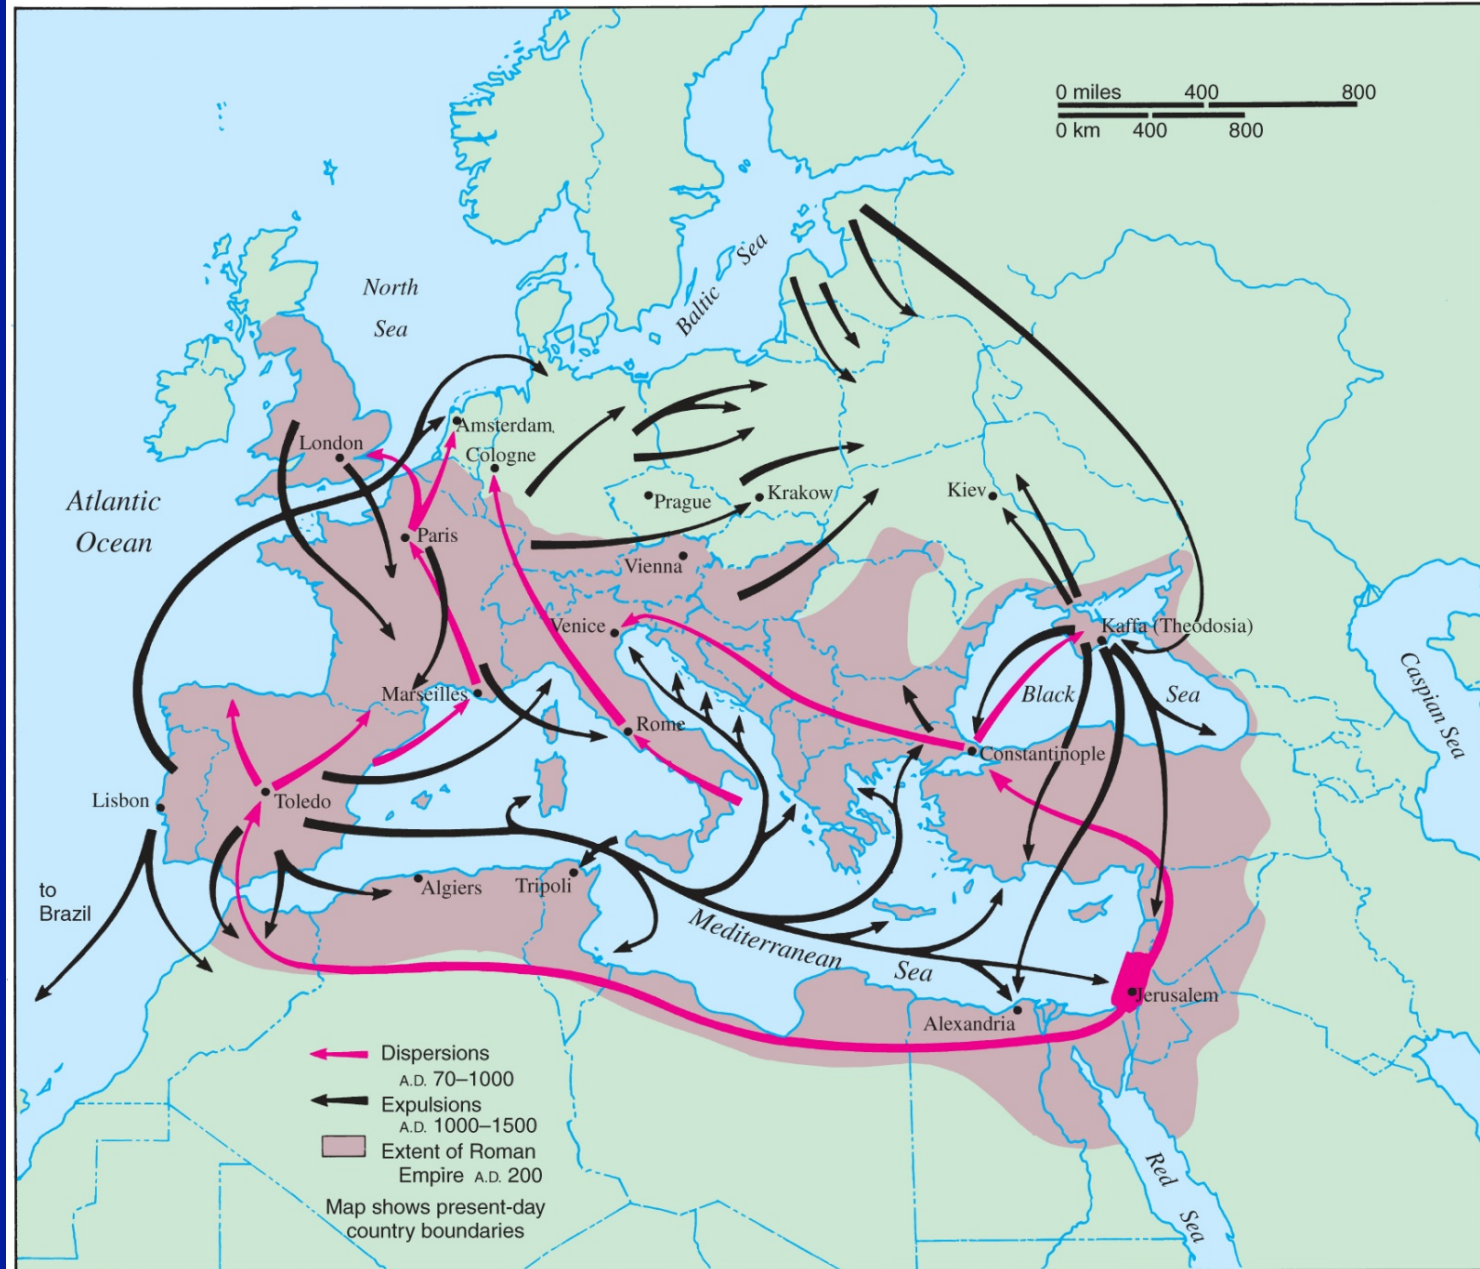 0 miles 400 800
0 km 400 800
North
Sea
Baltic Sea
Atlantic
Ocean
London
Amsterdam
Cologne
Prague
Krakow
Kiev
Paris
Vienna
Venice
Kaffa (Theodosia)
Marseilles
Black Sea
Caspian Sea
Rome
Constantinople
Lisbon
Toledo
to
Brazil
Algiers
Tripoli
Mediterranean Sea
Jerusalem
Alexandria
Red Sea
Dispersions
A.D. 70–1000
Expulsions
A.D. 1000–1500
Extent of Roman
Empire A.D. 200
Map shows present-day
country boundaries